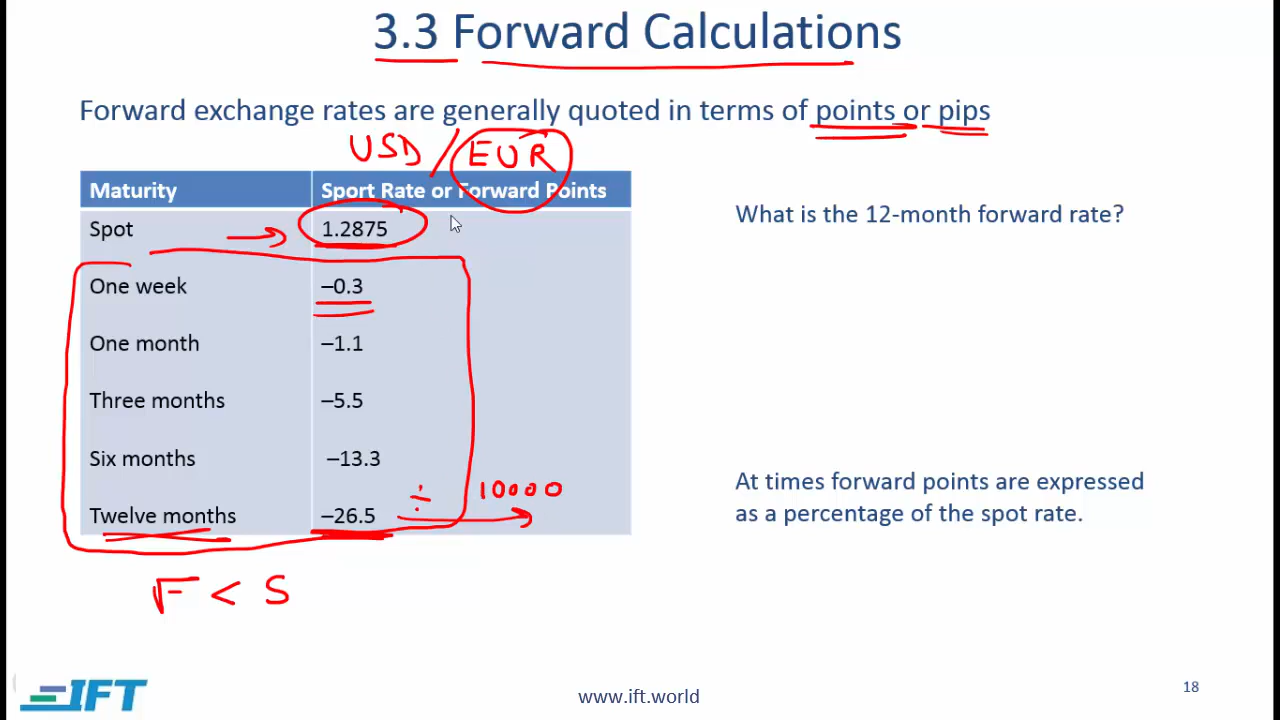 3.3 Forward Calculations
Forward exchange rates are generally quoted in terms of points or pips
USD / EUR
Maturity Sport Rate or Forward Points
Spot 1.2875
One week –0.3
One month –1.1
Three months –5.5
Six months –13.3
Twelve months –26.5 ÷ 10000
F < S
What is the 12-month forward rate?
At times forward points are expressed
as a percentage of the spot rate.
IFT
www.ift.world
18